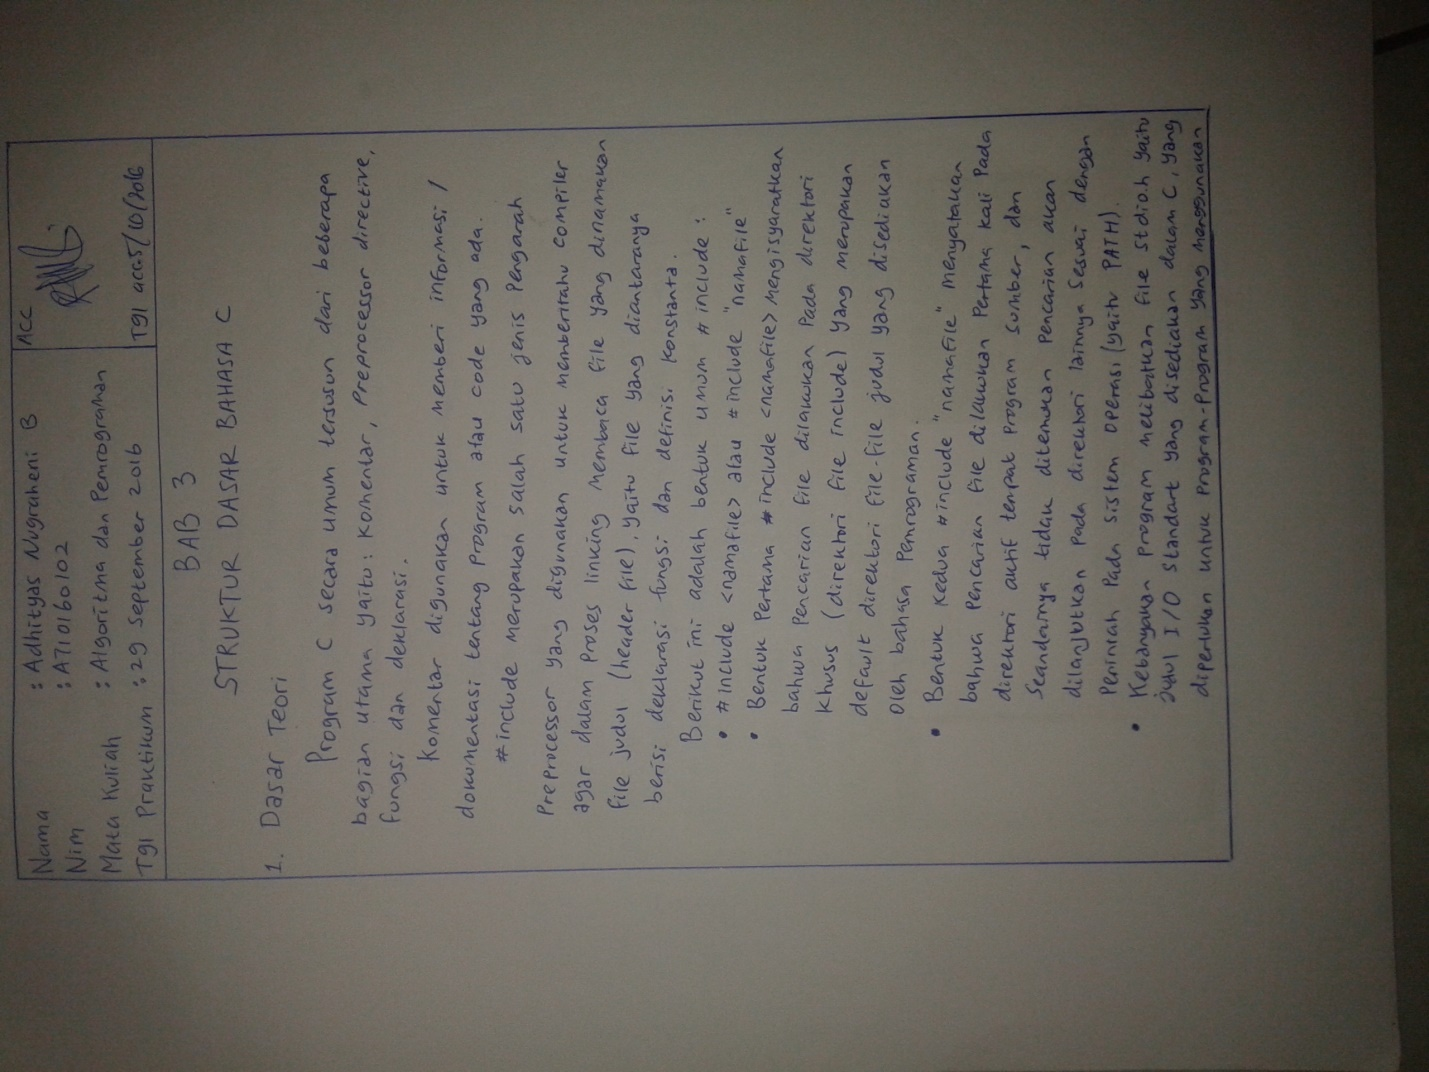 Nama : Adhityas Nugraheni B
Nim : A710160102
Mata Kuliah : Algoritma dan Pemrograman
Tgl Praktikum : 29 september 2016
ACC
Tgl acc:5/10/2016
BAB 3
STRUKTUR DASAR BAHASA C
1. Dasar Teori
Program C secara umum tersusun dari beberapa
bagian utama yaitu: Komentar, Preprocessor directive,
fungsi dan deklarasi.
Komentar digunakan untuk memberi informasi /
dokumentasi tentang program atau code yang ada.
#include merupakan salah satu jenis Pengarah
Preprocessor yang digunakan untuk memberitahu compiler
agar dalam Proses linking membaca file yang dinamakan
file judul (header file), yaitu file yang diantaranya
berisi deklarasi fungsi dan definisi Konstanta.
Berikut ini adalah bentuk umum #include :
• #include <namafile> atau #include "namafile"
• Bentuk Pertama #include <namafile> mengisyaratkan
bahwa Pencarian file dilakukan Pada direktori
Khusus (direktori file include) yang merupakan
default direktori file-file judul yang disediakan
Oleh bahasa Pemrograman.
• Bentuk Kedua #include "namafile" menyatakan
bahwa Pencarian file dilakukan Pertama kali Pada
direktori aktif tempat Program sumber, dan
Seandainya tidak ditemukan Pencarian akan
dilanjutkan Pada direktori lainnya Sesuai dengan
Perintah Pada sistem operasi (yaitu PATH).
• Kebanyakan Program melibatkan file stdioh yaitu
Judul I/O Standart yang disediakan dalam C, yang
diperlukan untuk Program-Program yang menggunakan